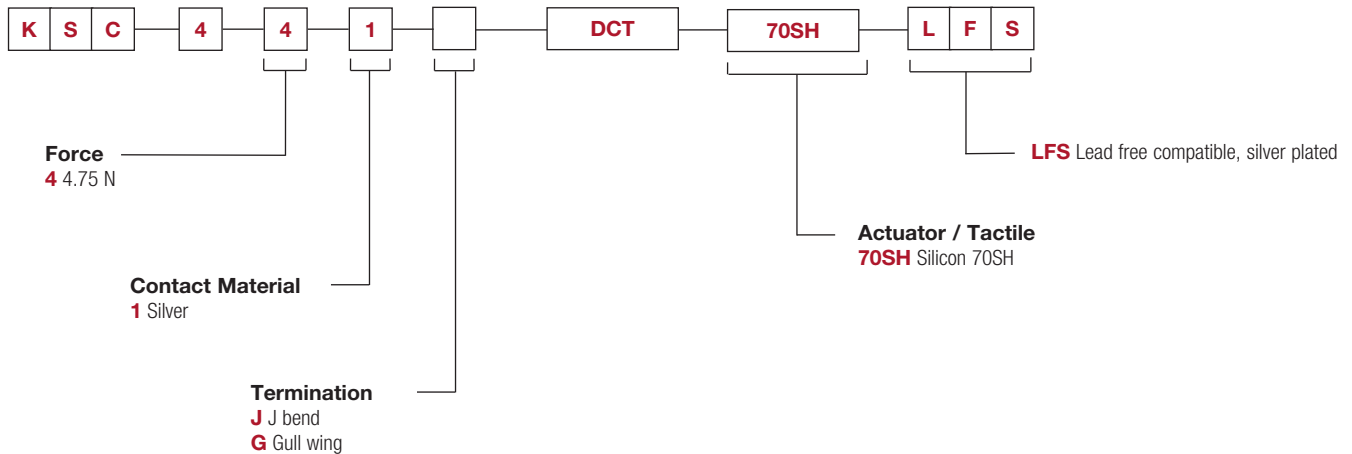 K S C 4 4 1 DCT 70SH L F S
Force
4 4.75 N
LFS Lead free compatible, silver plated
Actuator / Tactile
70SH Silicon 70SH
Contact Material
1 Silver
Termination
J J bend
G Gull wing